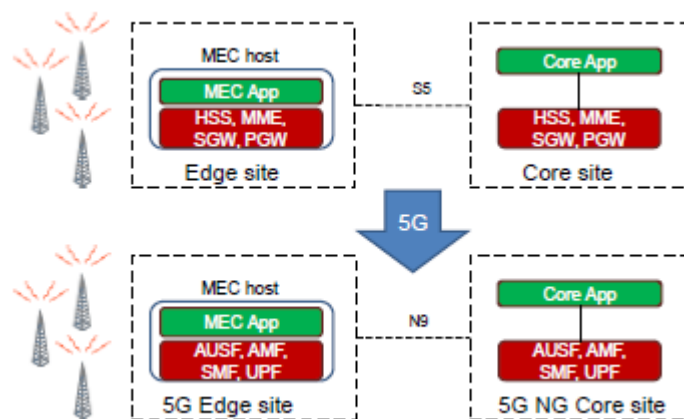 MEC host
MEC App
HSS, MME,
SGW, PGW
Edge site
S5
Core App
HSS, MME,
SGW, PGW
Core site
5G
MEC host
MEC App
AUSF, AMF,
SMF, UPF
5G Edge site
N9
Core App
AUSF, AMF,
SMF, UPF
5G NG Core site